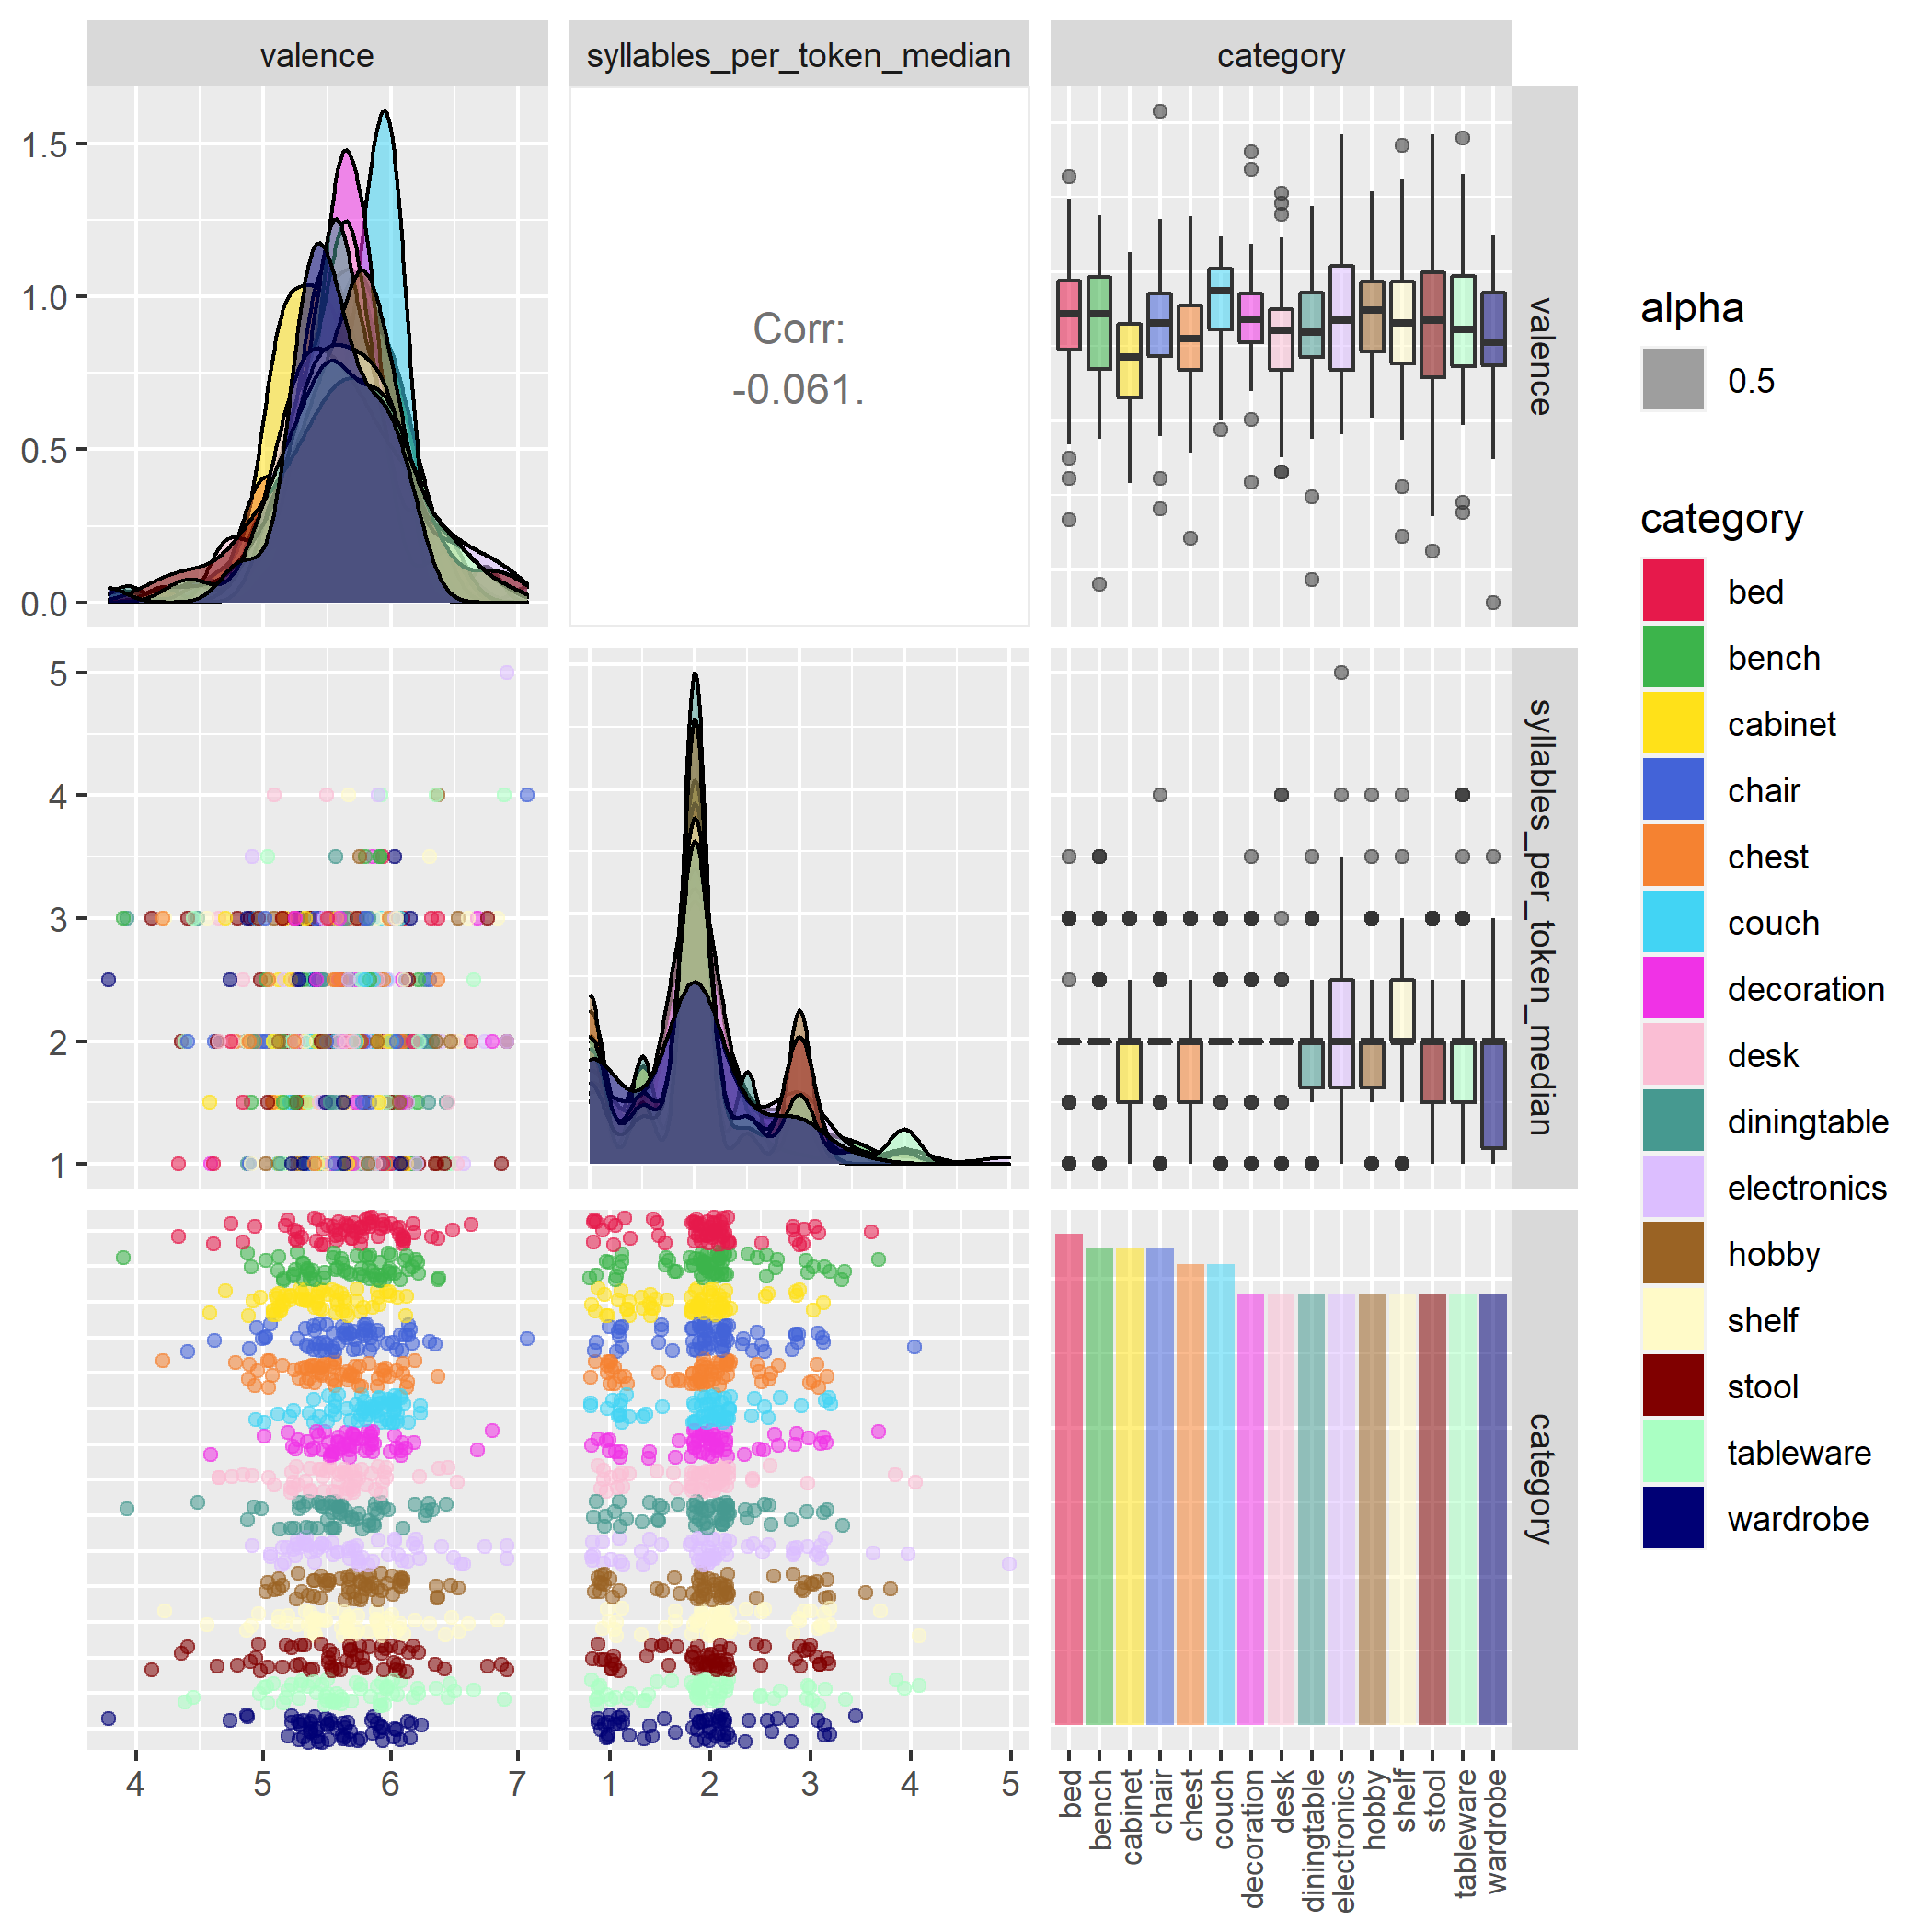 valence
syllables_per_token_median
category
1.5
1.0
0.5
0.0
Corr:
-0.061.
valence
5
4
3
2
1
syllables_per_token_median
category
4
5
6
7
1
2
3
4
5
bed
bench
cabinet
chair
chest
couch
decoration
desk
diningtable
electronics
hobby
shelf
stool
tableware
wardrobe
alpha
0.5
category
bed
bench
cabinet
chair
chest
couch
decoration
desk
diningtable
electronics
hobby
shelf
stool
tableware
wardrobe